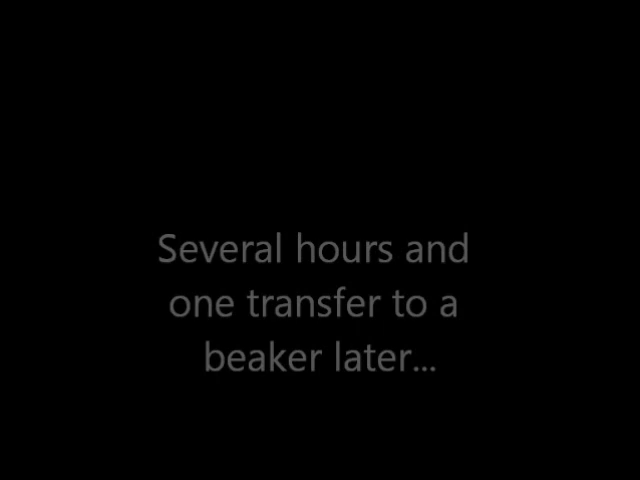 Several hours and
one transfer to a
beaker later...